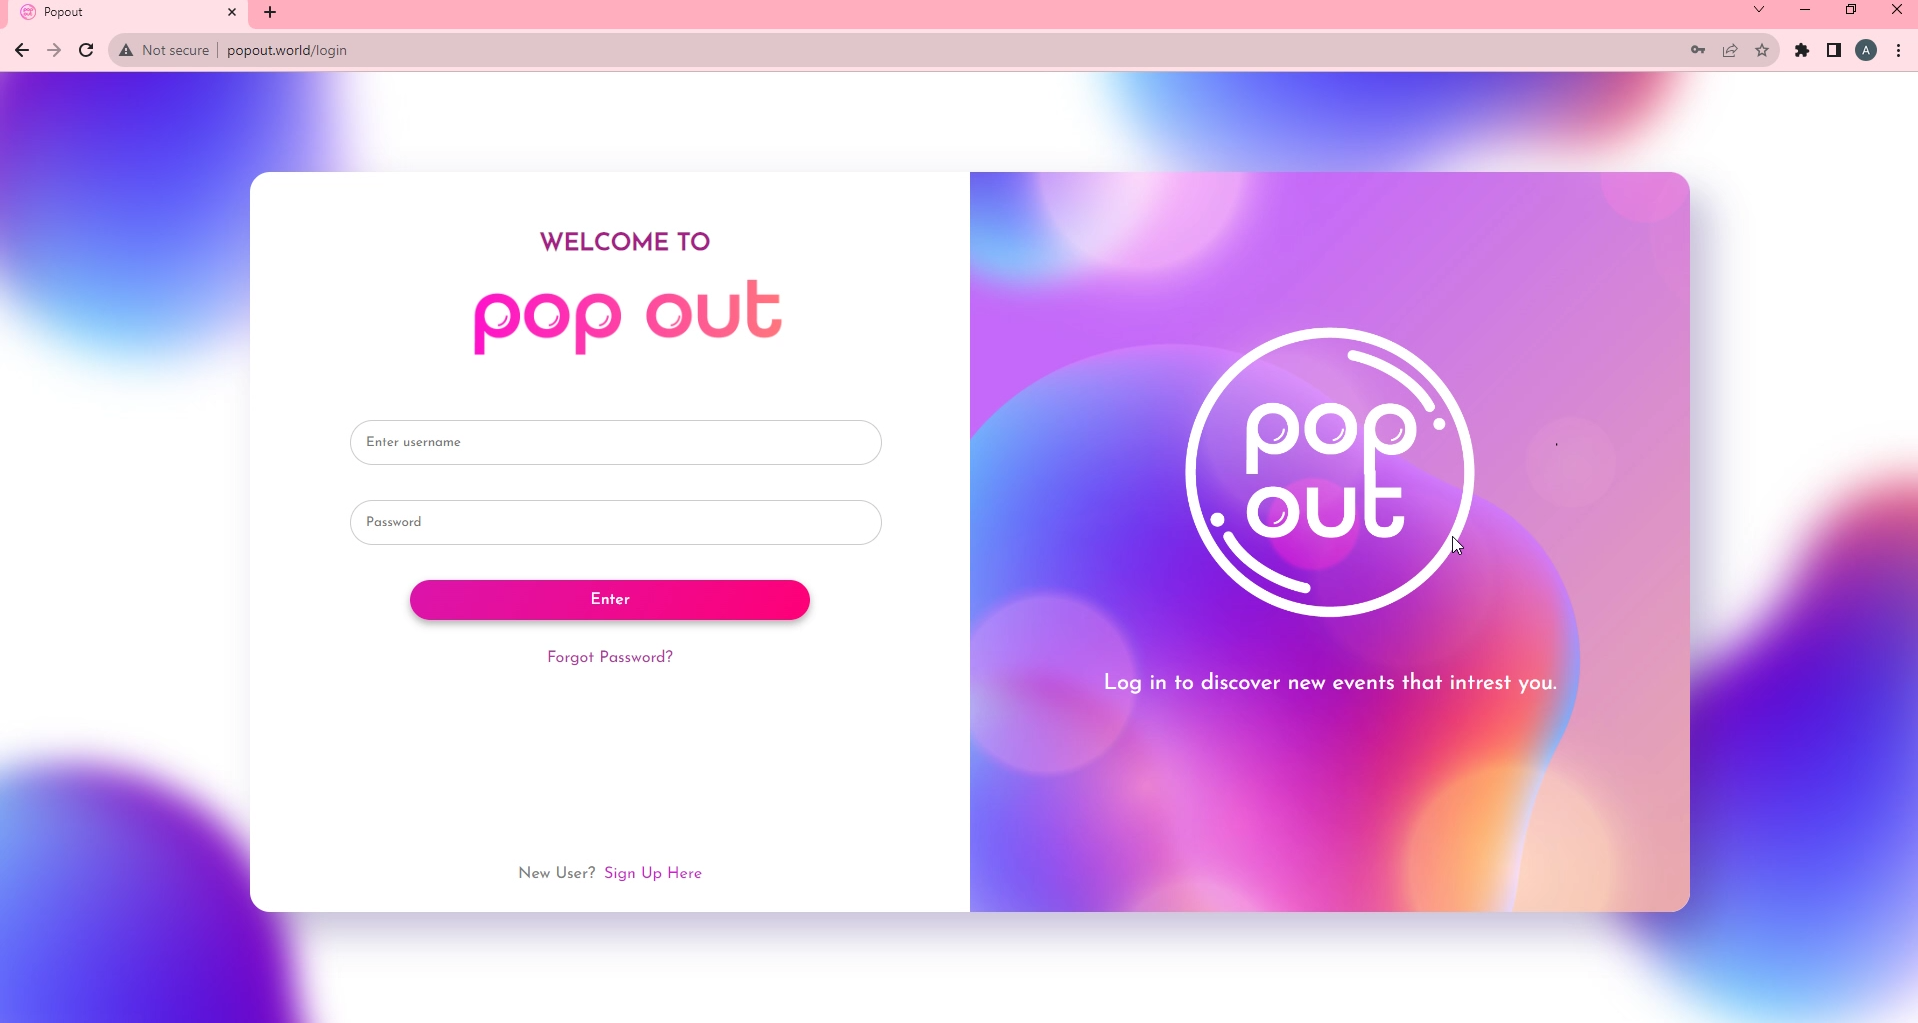 Popout
Not secure
popout.world/login
A
WELCOME TO
pop out
Enter username
Password
Enter
Forgot Password?
New User? Sign Up Here
pop
out
Log in to discover new events that intrest you.